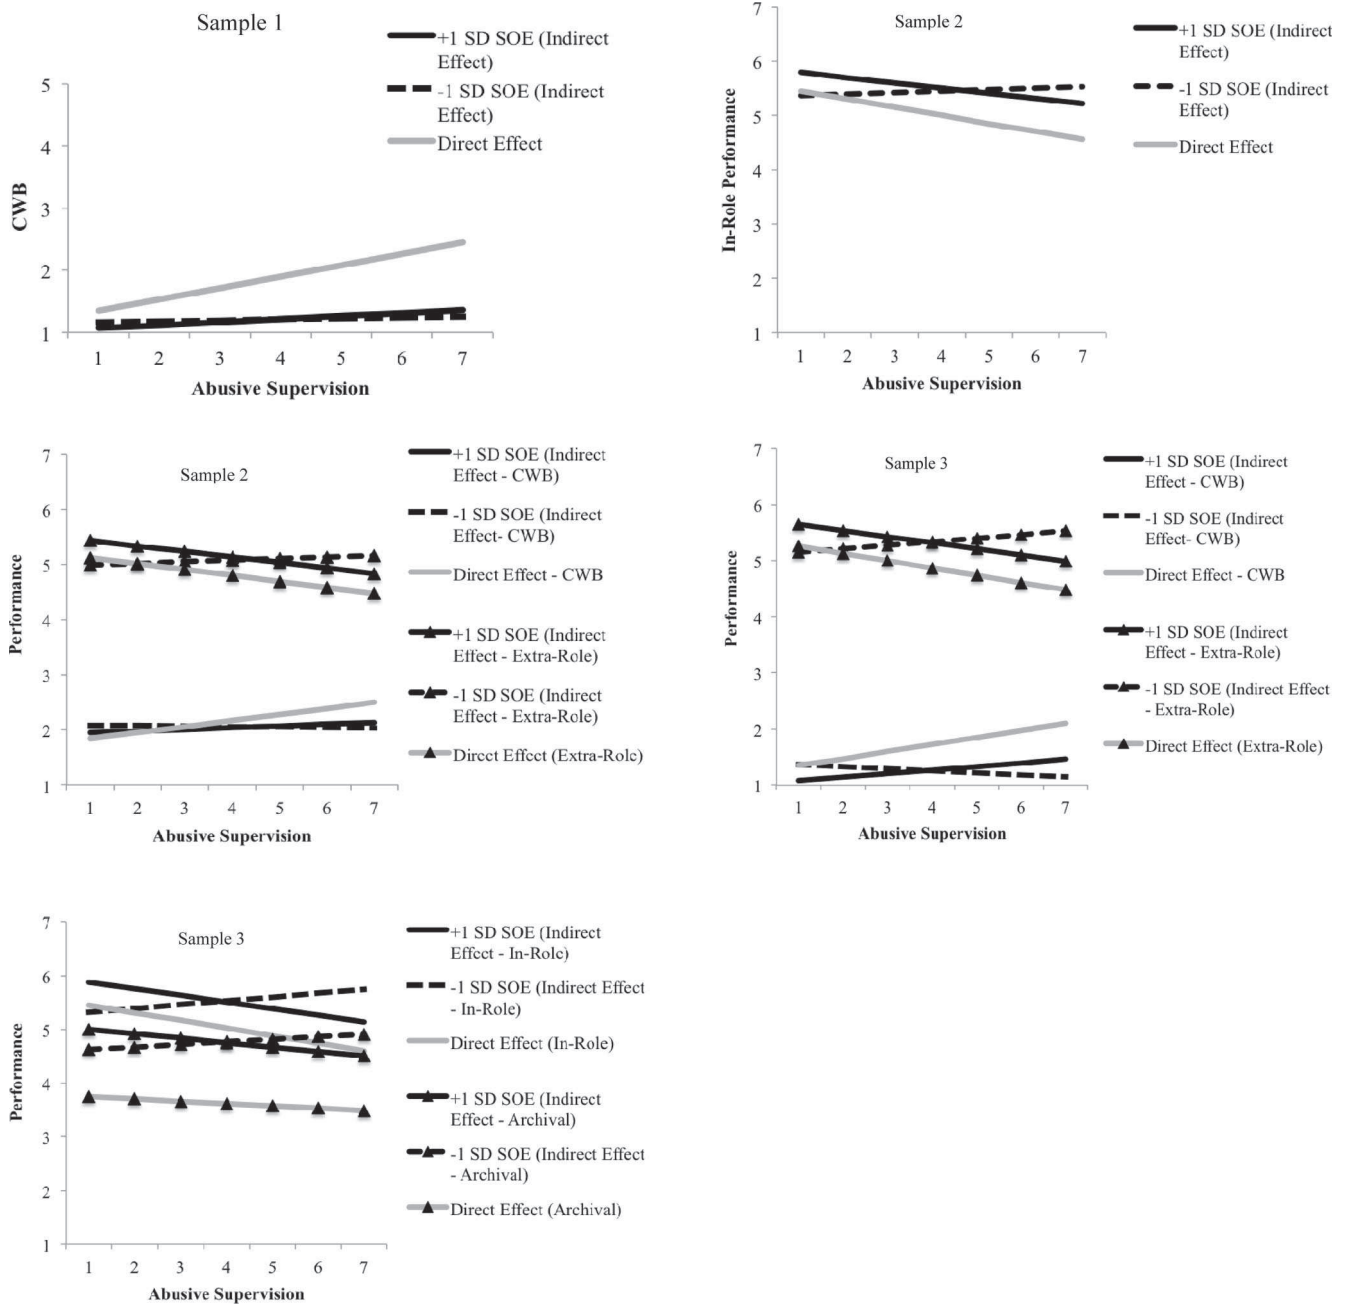 Sample 1
+1 SD SOE (Indirect
Effect)
-1 SD SOE (Indirect
Effect)
Direct Effect
5
4
3
2
1
CWB
1 2 3 4 5 6 7
Abusive Supervision
Sample 2
+1 SD SOE (Indirect
Effect)
-1 SD SOE (Indirect
Effect)
Direct Effect
7
6
5
4
3
2
1
In-Role Performance
1 2 3 4 5 6 7
Abusive Supervision
Sample 2
+1 SD SOE (Indirect
Effect - CWB)
-1 SD SOE (Indirect
Effect- CWB)
Direct Effect - CWB
+1 SD SOE (Indirect
Effect - Extra-Role)
-1 SD SOE (Indirect
Effect - Extra-Role)
Direct Effect (Extra-Role)
7
6
5
4
3
2
1
Performance
1 2 3 4 5 6 7
Abusive Supervision
Sample 3
+1 SD SOE (Indirect
Effect - CWB)
-1 SD SOE (Indirect
Effect- CWB)
Direct Effect - CWB
+1 SD SOE (Indirect
Effect - Extra-Role)
-1 SD SOE (Indirect Effect
- Extra-Role)
Direct Effect (Extra-Role)
7
6
5
4
3
2
1
Performance
1 2 3 4 5 6 7
Abusive Supervision
Sample 3
+1 SD SOE (Indirect
Effect - In-Role)
-1 SD SOE (Indirect Effect
- In-Role)
Direct Effect (In-Role)
+1 SD SOE (Indirect
Effect - Archival)
-1 SD SOE (Indirect Effect
- Archival)
Direct Effect (Archival)
7
6
5
4
3
2
1
Performance
1 2 3 4 5 6 7
Abusive Supervision